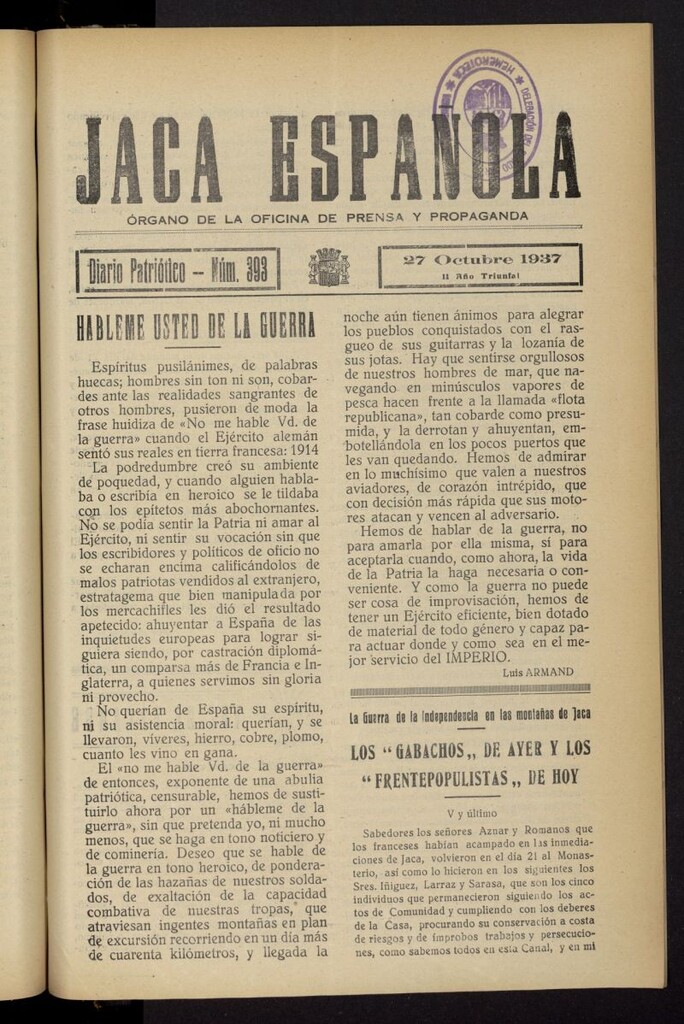 HEMEROTECA
DELEGACIÓN DE
JACA ESPAÑOLA
ÓRGANO DE LA OFICINA DE PRENSA Y PROPAGANDA
Diario Patriótico — Núm. 393
27 Octubre 1937
II Año Triunfal
HABLEME USTED DE LA GUERRA
Espíritus pusilánimes, de palabras
huecas; hombres sin ton ni son, cobar-
des ante las realidades sangrantes de
otros hombres, pusieron de moda la
frase huidiza de «No me hable Vd. de
la guerra» cuando el Ejército alemán
sentó sus reales en tierra francesa: 1914
La podredumbre creó su ambiente
de poquedad, y cuando alguien habla-
ba o escribía en heroico se le tildaba
con los epítetos más abochornantes.
No se podía sentir la Patria ni amar al
Ejército, ni sentir su vocación sin que
los escribidores y políticos de oficio no
se echaran encima calificándolos de
malos patriotas vendidos al extranjero,
estratagema que bien manipulada por
los mercachifles les dió el resultado
apetecido: ahuyentar a España de las
inquietudes europeas para lograr si-
guiera siendo, por castración diplomá-
tica, un comparsa más de Francia e In-
glaterra, a quienes servimos sin gloria
ni provecho.
No querían de España su espíritu,
ni su asistencia moral: querían, y se
llevaron, víveres, hierro, cobre, plomo,
cuanto les vino en gana.
El «no me hable Vd. de la guerra»
de entonces, exponente de una abulia
patriótica, censurable, hemos de susti-
tuirlo ahora por un «hábleme de la
guerra», sin que pretenda yo, ni mucho
menos, que se haga en tono noticiero y
de cominería. Deseo que se hable de
la guerra en tono heroico, de pondera-
ción de las hazañas de nuestros solda-
dos, de exaltación de la capacidad
combativa de nuestras tropas, que
atraviesan ingentes montañas en plan
de excursión recorriendo en un día más
de cuarenta kilómetros, y llegada la
noche aún tienen ánimos para alegrar
los pueblos conquistados con el ras-
gueo de sus guitarras y la lozanía de
sus jotas. Hay que sentirse orgullosos
de nuestros hombres de mar, que na-
vegando en minúsculos vapores de
pesca hacen frente a la llamada «flota
republicana», tan cobarde como presu-
mida, y la derrotan y ahuyentan, em-
botellándola en los pocos puertos que
les van quedando. Hemos de admirar
en lo muchísimo que valen a nuestros
aviadores, de corazón intrépido, que
con decisión más rápida que sus moto-
res atacan y vencen al adversario.
Hemos de hablar de la guerra, no
para amarla por ella misma, sí para
aceptarla cuando, como ahora, la vida
de la Patria la haga necesaria o con-
veniente. Y como la guerra no puede
ser cosa de improvisación, hemos de
tener un Ejército eficiente, bien dotado
de material de todo género y capaz pa-
ra actuar donde y como sea en el me-
jor servicio del IMPERIO.
Luis ARMAND
La Guerra de la Independencia en las montañas de Jaca
LOS “ GABACHOS „ DE AYER Y LOS
“ FRENTEPOPULISTAS „ DE HOY
V y último
Sabedores los señores Aznar y Romanos que
los franceses habían acampado en las inmedia-
ciones de Jaca, volvieron en el día 21 al Monas-
terio, así como lo hicieron en los siguientes los
Sres. Iñiguez, Larraz y Sarasa, que son los cinco
individuos que permanecieron siguiendo los ac-
tos de Comunidad y cumpliendo con los deberes
de la Casa, procurando su conservación a costa
de riesgos y de ímprobos trabajos y persecucio-
nes, como sabemos todos en esta Canal, y en mi